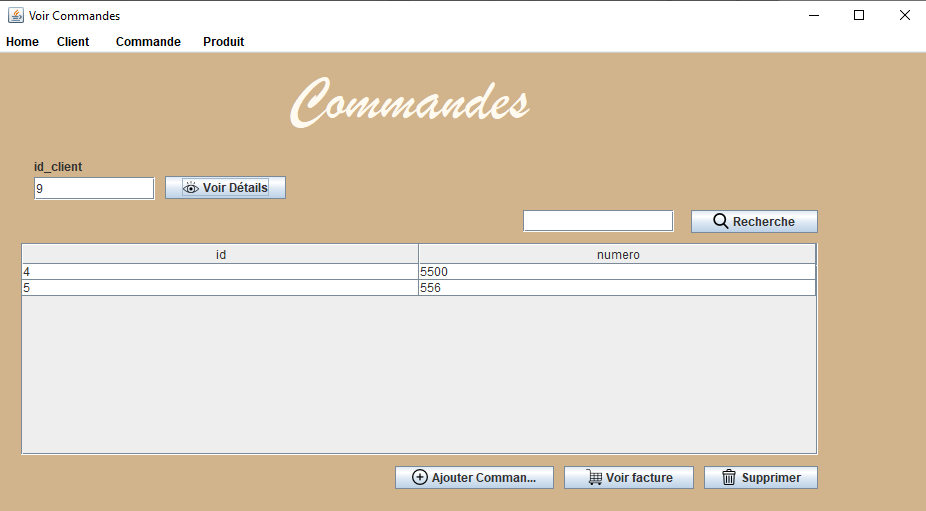 Voir Commandes
Home Client Commande Produit
Commandes
id_client
9 Voir Détails
Recherche
id numero
4 5500
5 556
Ajouter Comman... Voir facture Supprimer